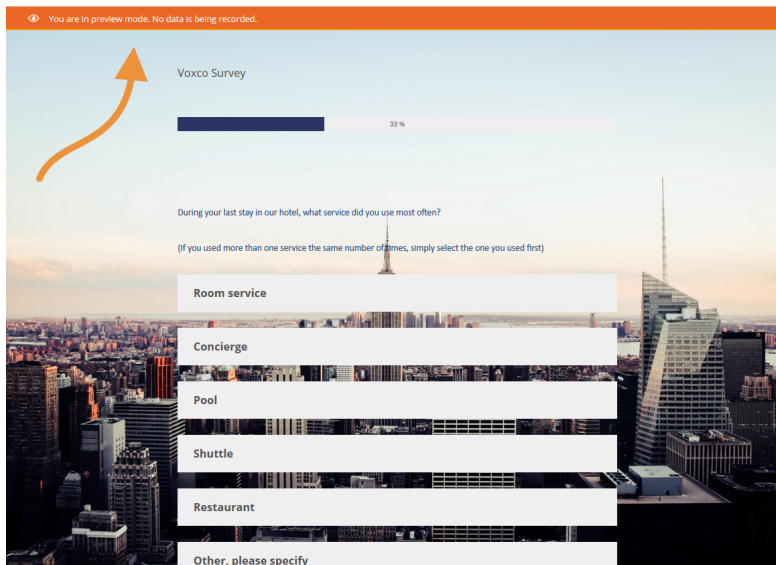 You are in preview mode. No data is being recorded.
Voxco Survey
33 %
During your last stay in our hotel, what service did you use most often?
(If you used more than one service the same number of times, simply select the one you used first)
Room service
Concierge
Pool
Shuttle
Restaurant
Other, please specify